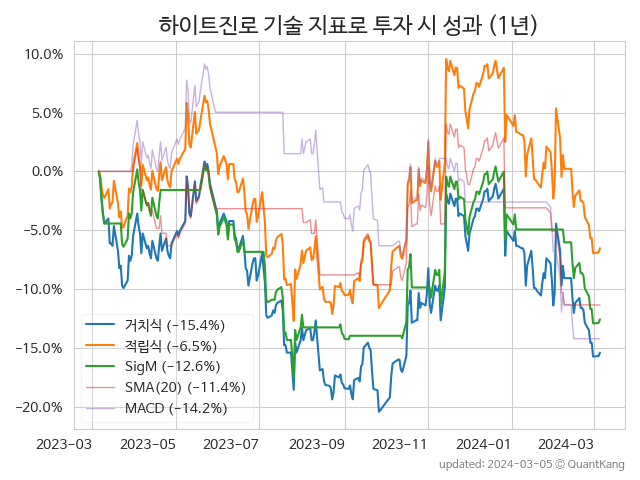 하이트진로 기술 지표로 투자 시 성과 (1년)
10.0%
5.0%
0.0%
−5.0%
−10.0%
−15.0%
−20.0%
거치식 (−15.4%)
적립식 (−6.5%)
SigM (−12.6%)
SMA(20) (−11.4%)
MACD (−14.2%)
2023-03 2023-05 2023-07 2023-09 2023-11 2024-01 2024-03
updated: 2024-03-05 ⓒ QuantKang